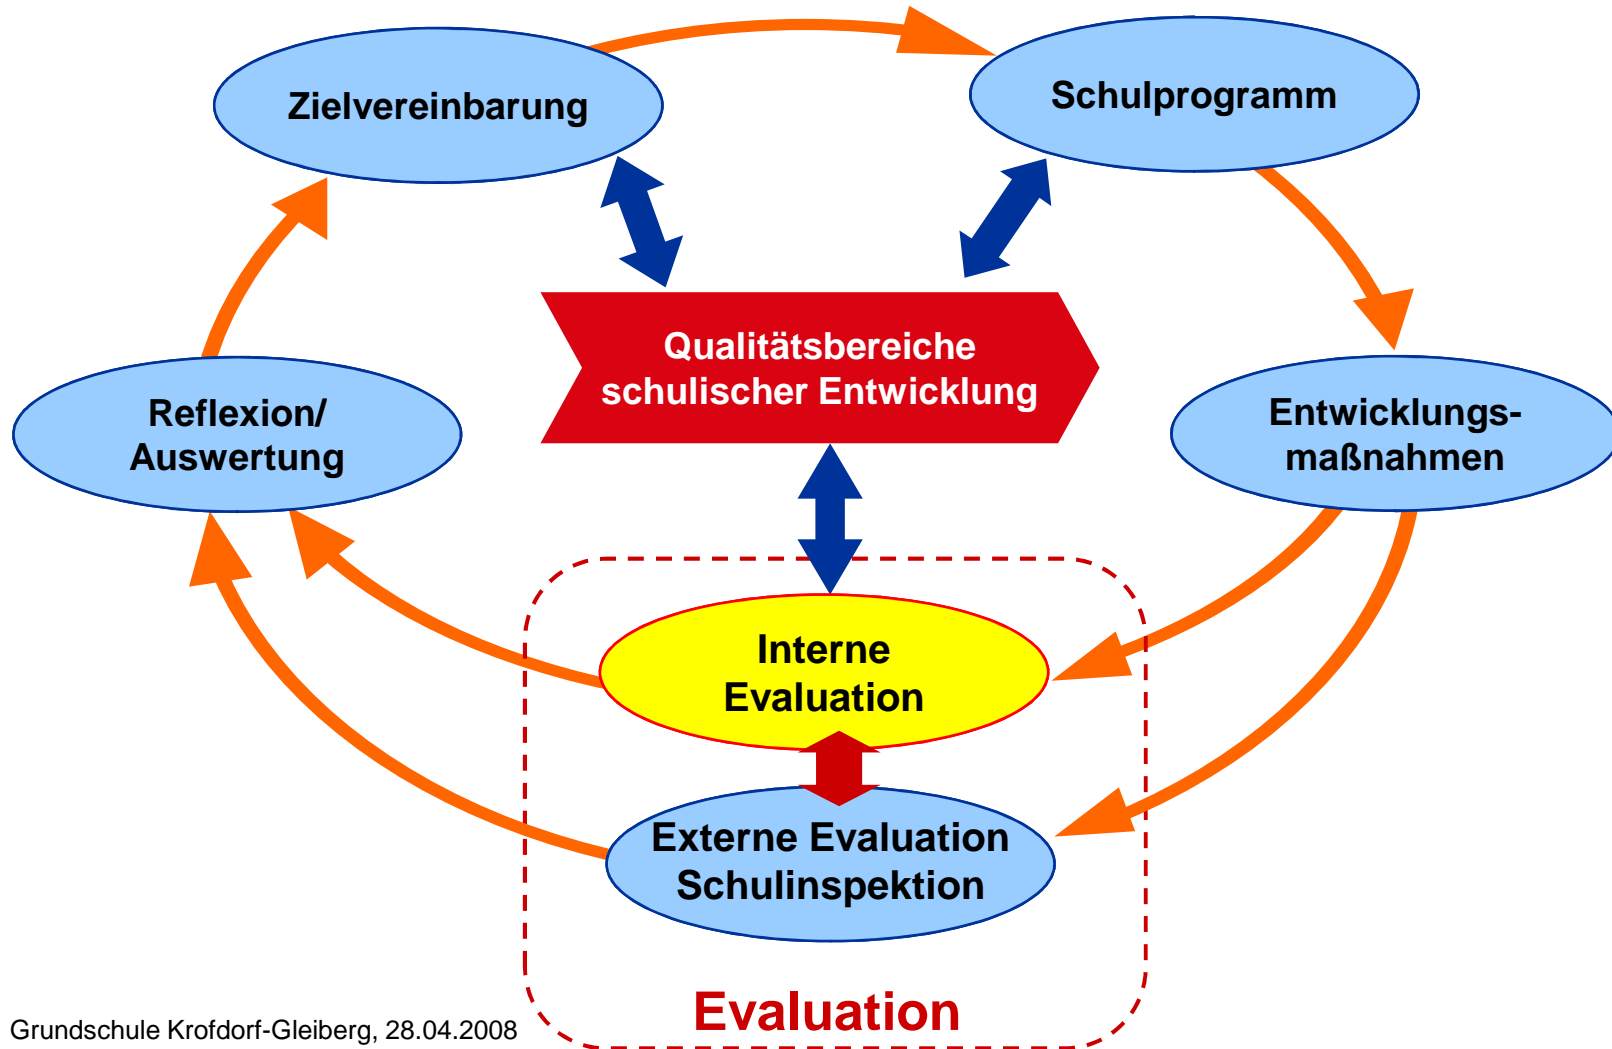 Zielvereinbarung
Schulprogramm
Qualitätsbereiche
schulischer Entwicklung
Reflexion/
Auswertung
Entwicklungs-
maßnahmen
Interne
Evaluation
Externe Evaluation
Schulinspektion
Evaluation
Grundschule Krofdorf-Gleiberg, 28.04.2008